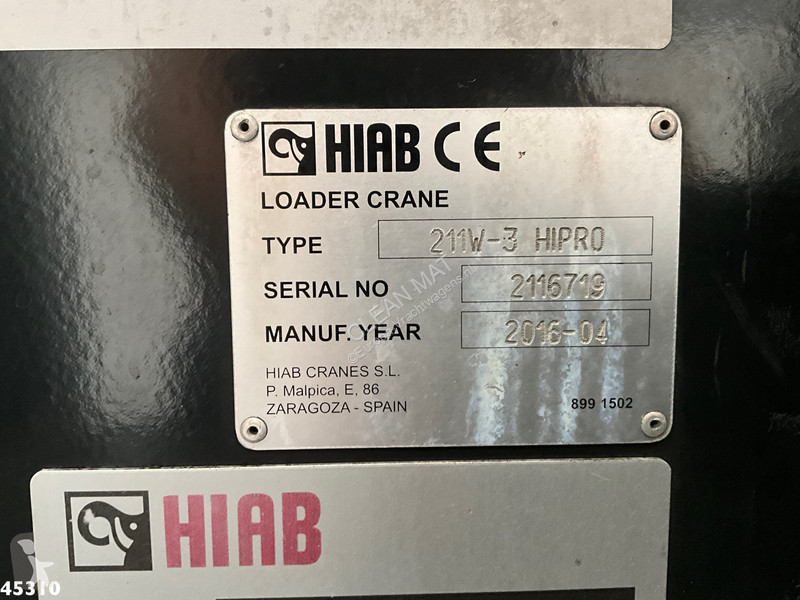 HIAB CE
LOADER CRANE
TYPE 211W-3 HIPRO
SERIAL NO 2116719
MANUF. YEAR 2016-04
HIAB CRANES S.L.
P. Malpica, E, 86
ZARAGOZA - SPAIN
899 1502
HIAB
45310